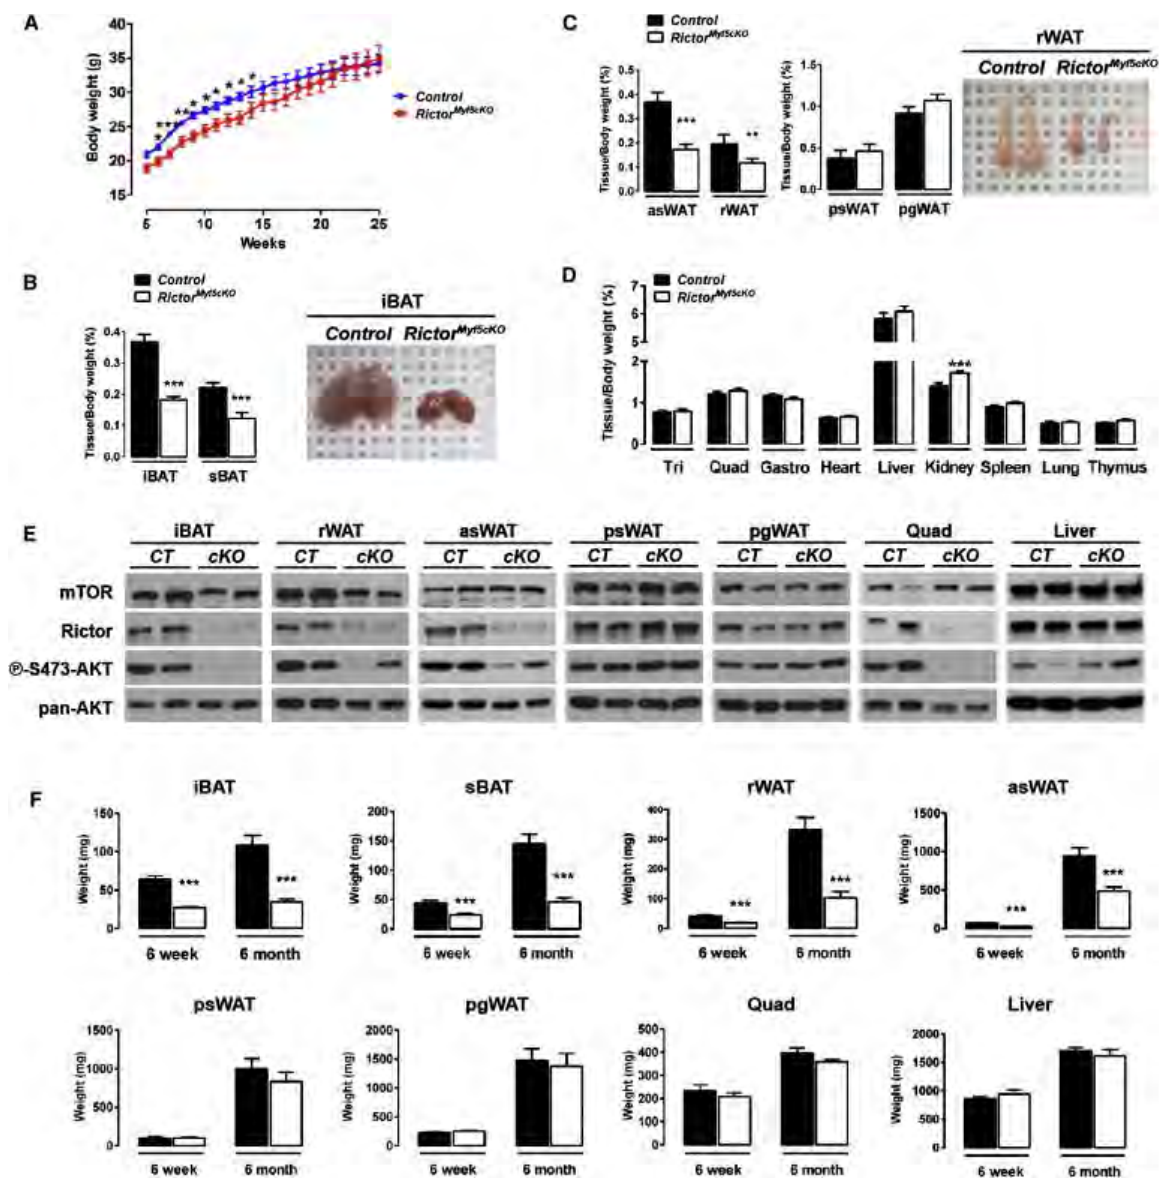 A
Body weight (g)
40
35
30
25
20
15
5 10 15 20 25
Weeks
Control
Rictor^Myf5cKO
* * * * * * * * * *
B
Control
Rictor^Myf5cKO
Tissue/Body weight (%)
0.4
0.3
0.2
0.1
0.0
*** ***
iBAT sBAT
iBAT
Control Rictor^Myf5cKO
C
Control
Rictor^Myf5cKO
Tissue/Body weight (%)
0.5
0.4
0.3
0.2
0.1
0.0
*** **
asWAT rWAT
Tissue/Body weight (%)
1.5
1.0
0.5
0.0
psWAT pgWAT
rWAT
Control Rictor^Myf5cKO
D
Control
Rictor^Myf5cKO
Tissue/Body weight (%)
7
6
5
2
1
0
***
Tri Quad Gastro Heart Liver Kidney Spleen Lung Thymus
E
iBAT rWAT asWAT psWAT pgWAT Quad Liver
CT cKO CT cKO CT cKO CT cKO CT cKO CT cKO CT cKO
mTOR
Rictor
Ⓟ-S473-AKT
pan-AKT
F
iBAT
Weight (mg)
150
100
50
0
*** ***
6 week 6 month
sBAT
Weight (mg)
200
150
100
50
0
*** ***
6 week 6 month
rWAT
Weight (mg)
400
300
200
100
0
*** ***
6 week 6 month
asWAT
Weight (mg)
1500
1000
500
0
*** ***
6 week 6 month
psWAT
Weight (mg)
1500
1000
500
0
6 week 6 month
pgWAT
Weight (mg)
2000
1500
1000
500
0
6 week 6 month
Quad
Weight (mg)
500
400
300
200
100
0
6 week 6 month
Liver
Weight (mg)
2000
1500
1000
500
0
6 week 6 month